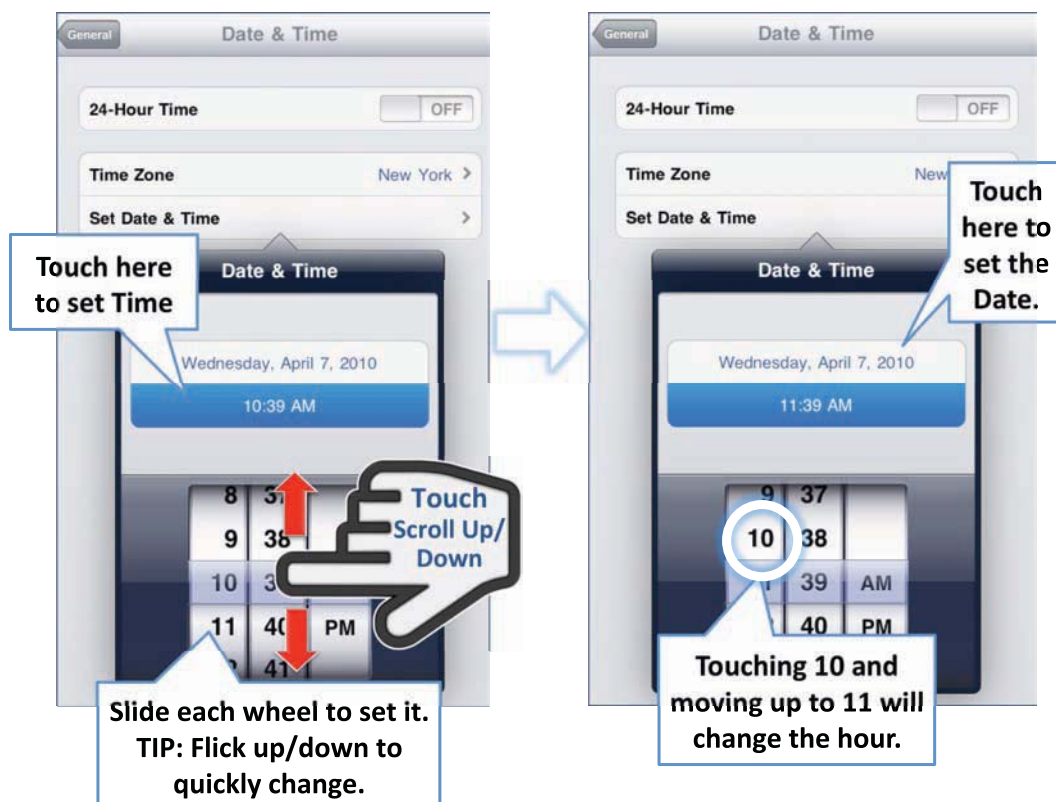 General
Date & Time
24-Hour Time
OFF
Time Zone
New York >
Set Date & Time
>
Touch here
to set Time
Date & Time
Wednesday, April 7, 2010
10:39 AM
8
9 38
10
11 40 PM
41
Touch
Scroll Up/
Down
Slide each wheel to set it.
TIP: Flick up/down to
quickly change.
General
Date & Time
24-Hour Time
OFF
Time Zone
New
Set Date & Time
Touch
here to
set the
Date.
Date & Time
Wednesday, April 7, 2010
11:39 AM
9 37
10 38
39 AM
40 PM
Touching 10 and
moving up to 11 will
change the hour.